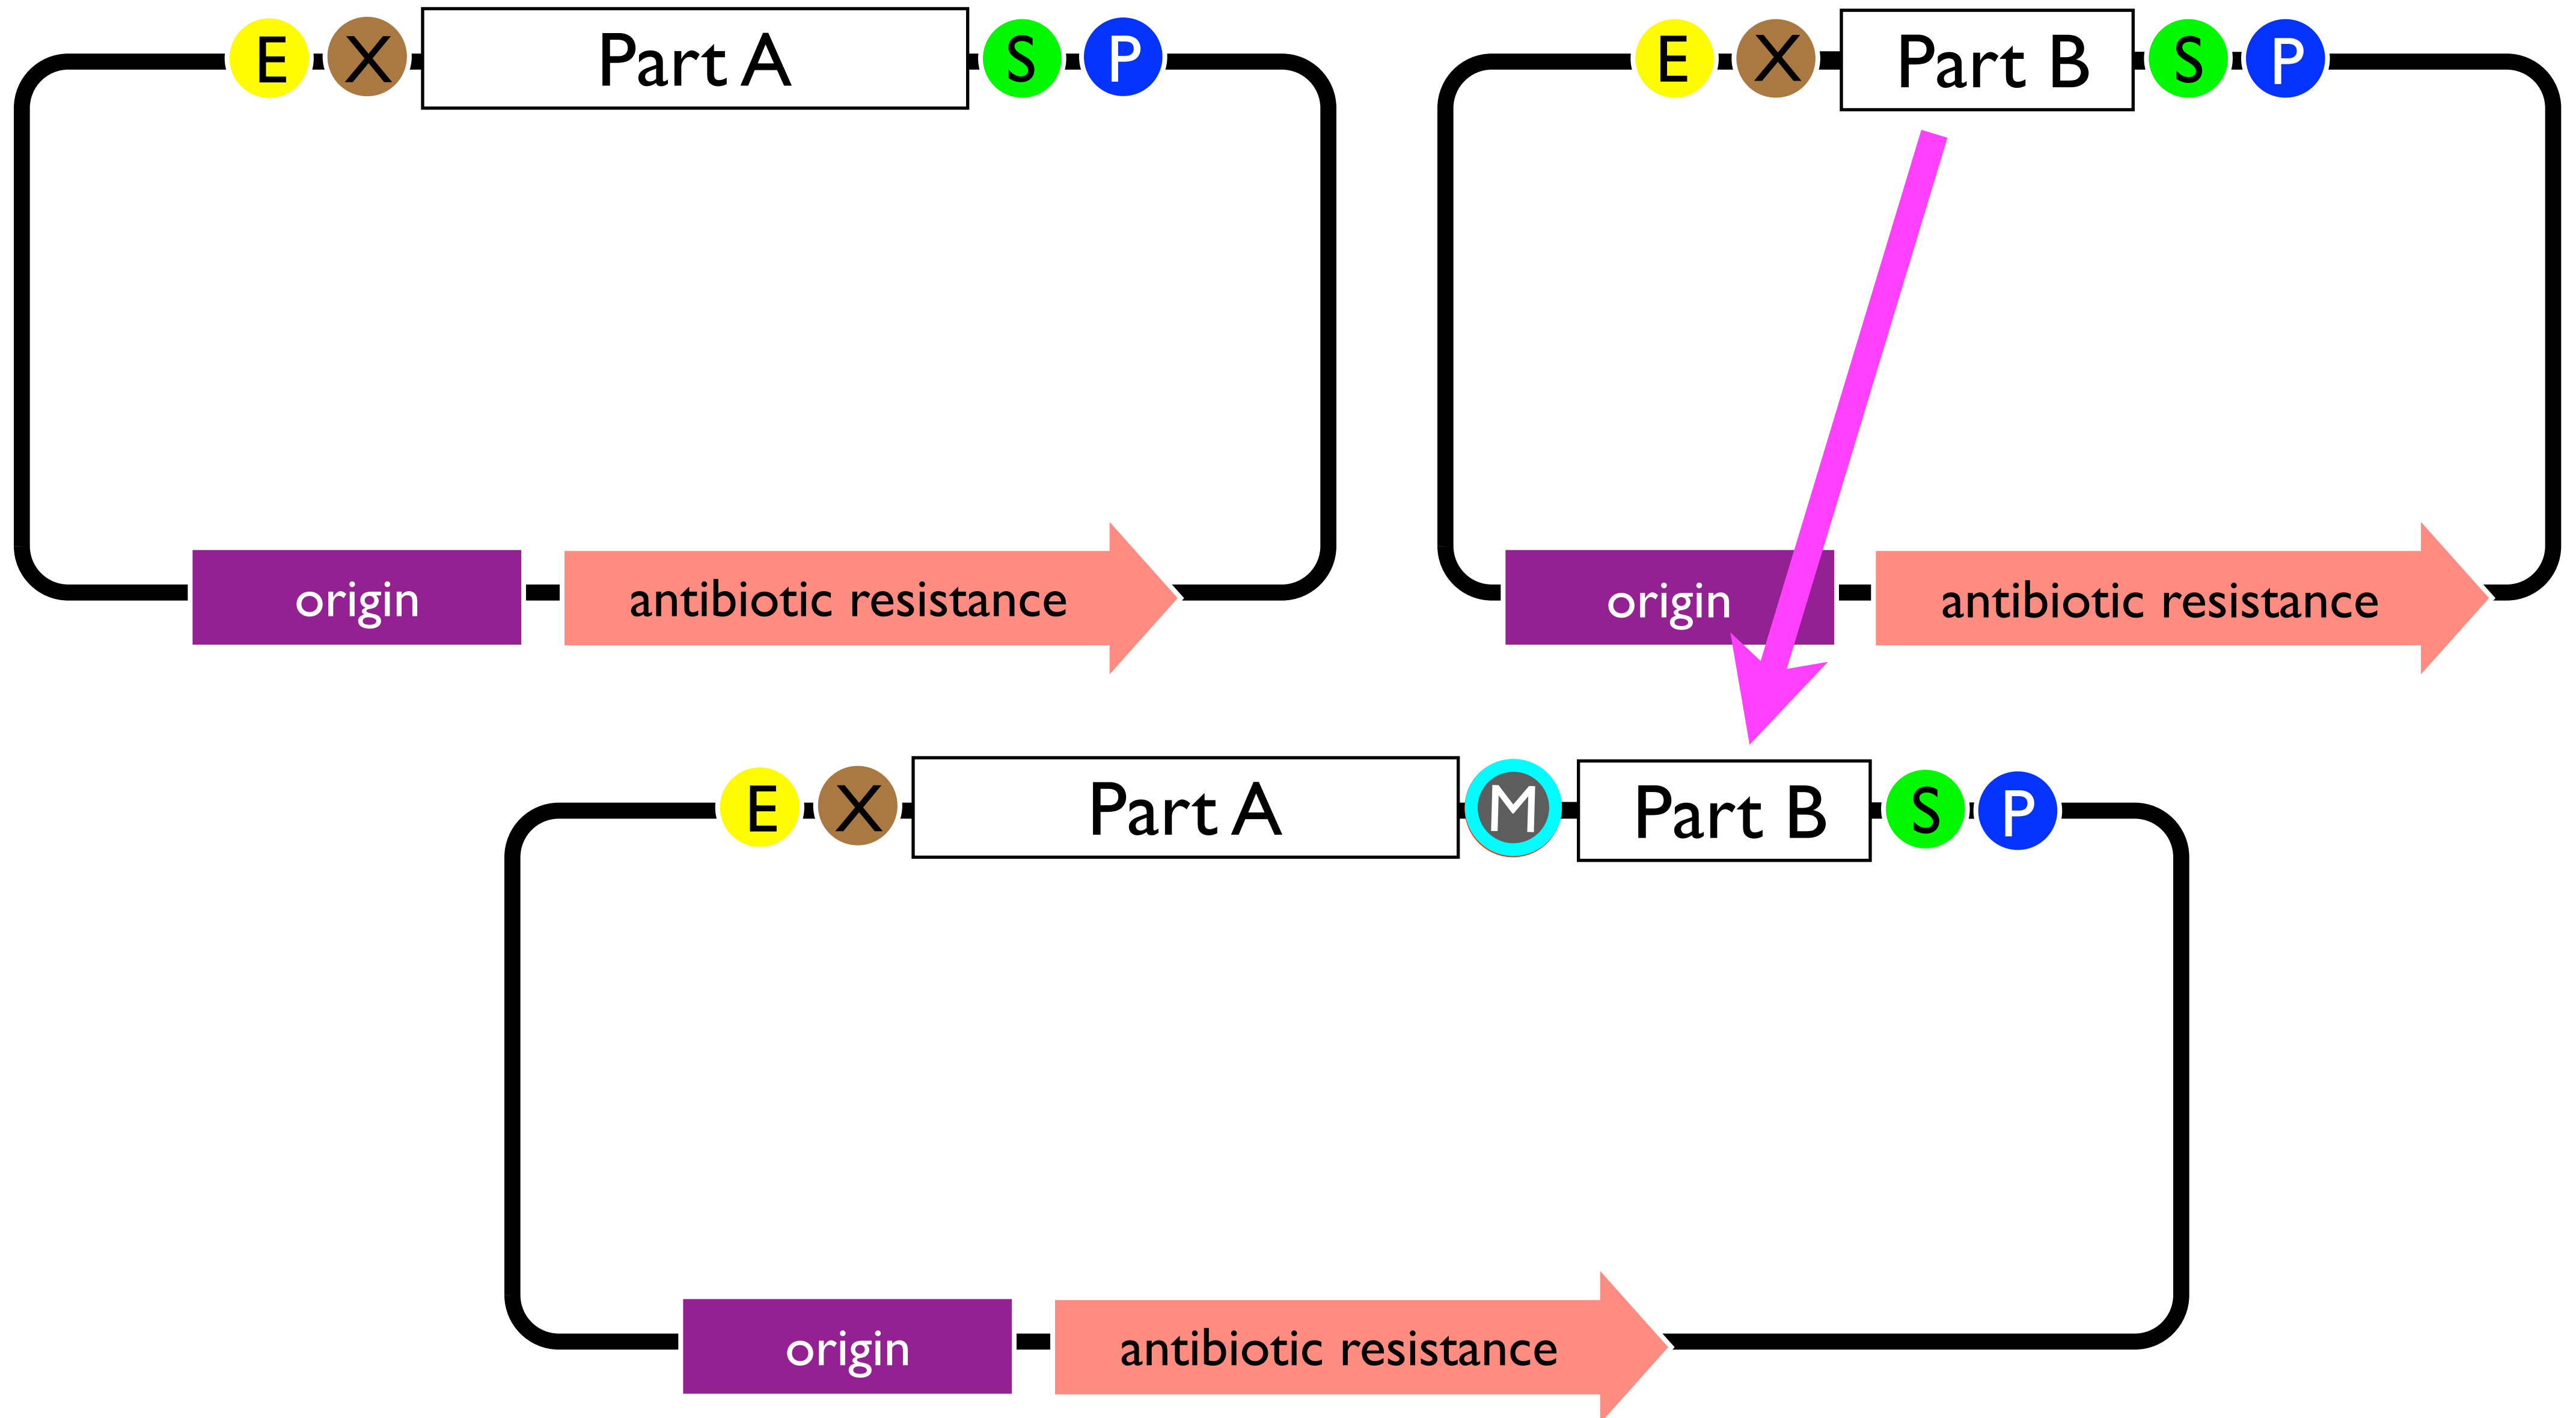 E X Part A S P
E X Part B S P
origin antibiotic resistance
origin antibiotic resistance
E X Part A M Part B S P
origin antibiotic resistance